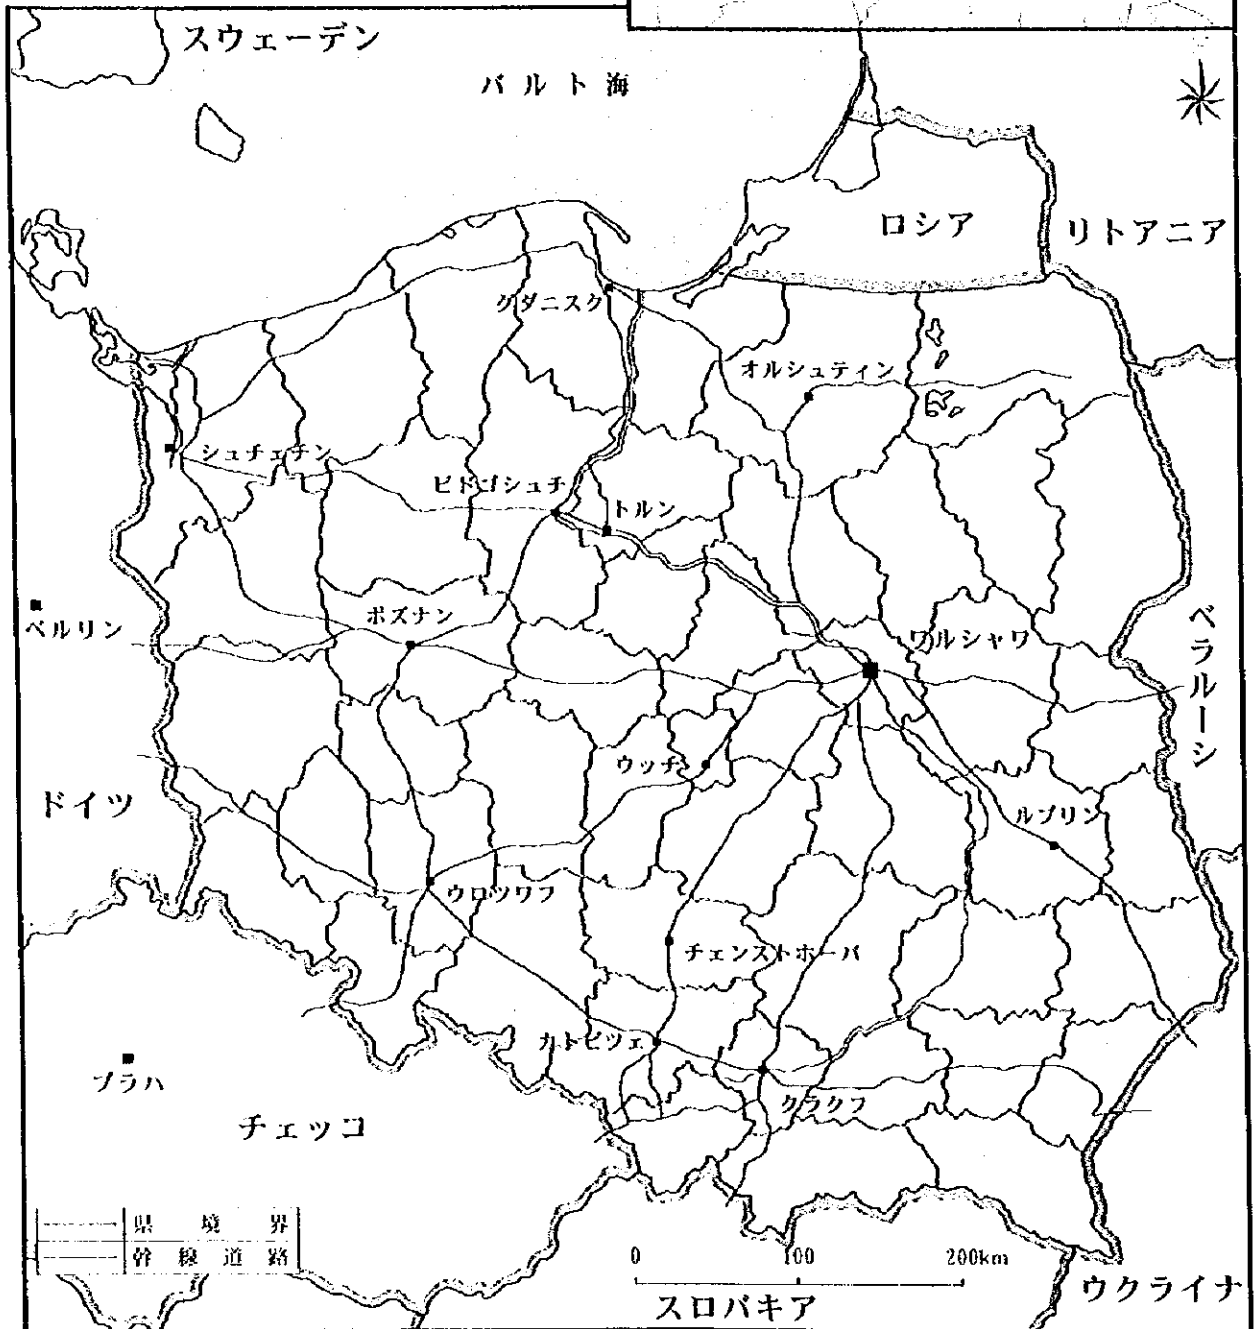 スウェーデン
バルト海
ロシア
リトアニア
グダニスク
オルシュティン
シュチェチン
ビドゴシュチ
トルン
ベルリン
ポズナン
ワルシャワ
ベラルーシ
ウッチ
ドイツ
ルブリン
ウロツワフ
チェンストホーバ
カトビツェ
プラハ
クラクフ
チェッコ
県境界
幹線道路
0 100 200km
スロバキア
ウクライナ